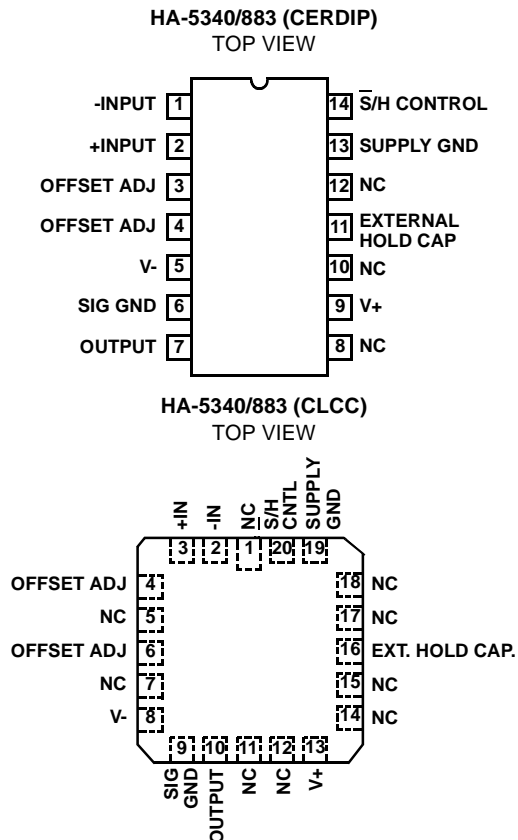 HA-5340/883 (CERDIP)
TOP VIEW
-INPUT 1
+INPUT 2
OFFSET ADJ 3
OFFSET ADJ 4
V- 5
SIG GND 6
OUTPUT 7
14 S̅/H CONTROL
13 SUPPLY GND
12 NC
11 EXTERNAL
HOLD CAP
10 NC
9 V+
8 NC
HA-5340/883 (CLCC)
TOP VIEW
+IN
-IN
NC
S̅/H
CNTL
SUPPLY
GND
3 2 1 20 19
OFFSET ADJ 4
NC 5
OFFSET ADJ 6
NC 7
V- 8
18 NC
17 NC
16 EXT. HOLD CAP.
15 NC
14 NC
9 10 11 12 13
SIG
GND
OUTPUT
NC
NC
V+